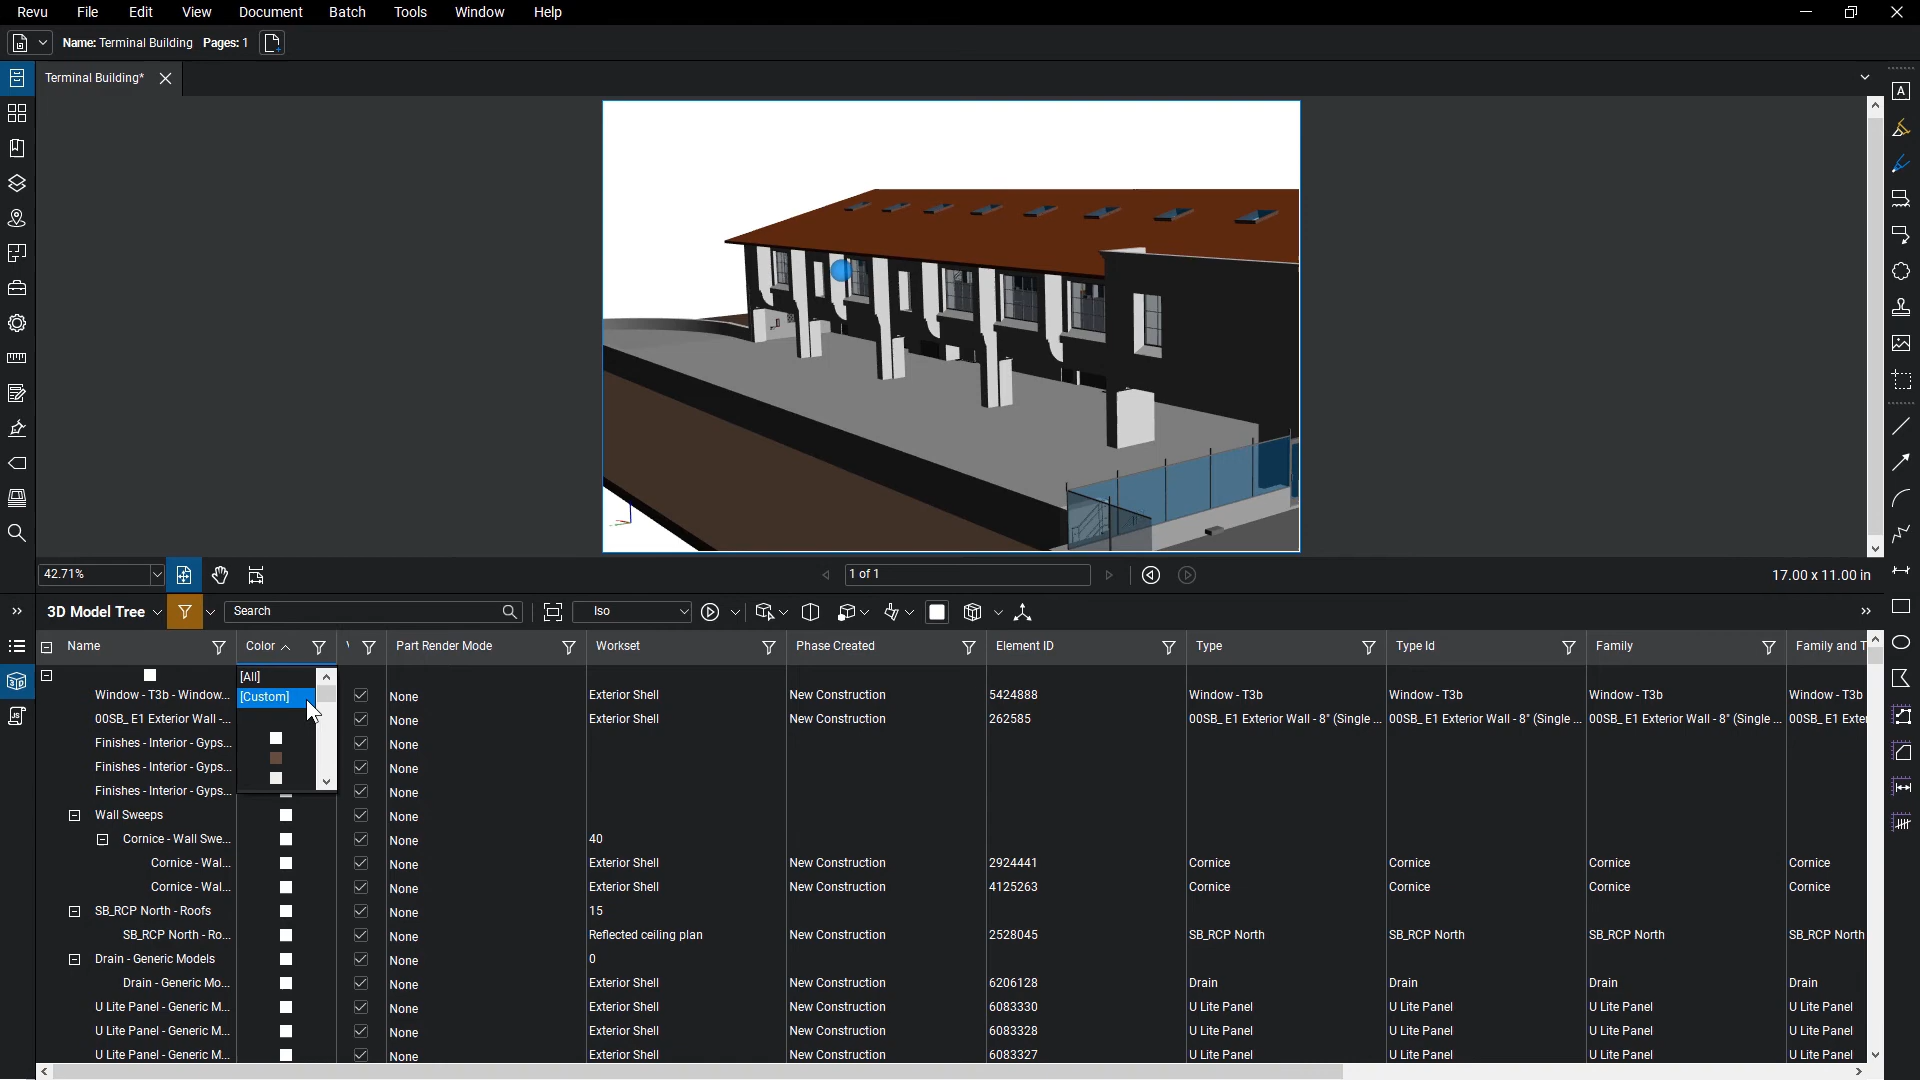 Revu File Edit View Document Batch Tools Window Help
Name: Terminal Building Pages: 1
Terminal Building*
42.71%
1 of 1
17.00 x 11.00 in
3D Model Tree
Search
Iso
Name Color Part Render Mode Workset Phase Created Element ID Type Type Id Family Family and T
[All]
[Custom]
Window - T3b - Window... None Exterior Shell New Construction 5424888 Window - T3b Window - T3b Window - T3b Window - T3b
00SB_ E1 Exterior Wall -... None Exterior Shell New Construction 262585 00SB_ E1 Exterior Wall - 8" (Single ... 00SB_ E1 Exterior Wall - 8" (Single ... 00SB_ E1 Exterior Wall - 8" (Single ... 00SB_ E1 Exte
Finishes - Interior - Gyps... None
Finishes - Interior - Gyps... None
Finishes - Interior - Gyps... None
Wall Sweeps None
Cornice - Wall Swe... None 40
Cornice - Wal... None Exterior Shell New Construction 2924441 Cornice Cornice Cornice Cornice
Cornice - Wal... None Exterior Shell New Construction 4125263 Cornice Cornice Cornice Cornice
SB_RCP North - Roofs None 15
SB_RCP North - Ro... None Reflected ceiling plan New Construction 2528045 SB_RCP North SB_RCP North SB_RCP North SB_RCP North
Drain - Generic Models None 0
Drain - Generic Mo... None Exterior Shell New Construction 6206128 Drain Drain Drain Drain
U Lite Panel - Generic M... None Exterior Shell New Construction 6083330 U Lite Panel U Lite Panel U Lite Panel U Lite Panel
U Lite Panel - Generic M... None Exterior Shell New Construction 6083328 U Lite Panel U Lite Panel U Lite Panel U Lite Panel
U Lite Panel - Generic M... None Exterior Shell New Construction 6083327 U Lite Panel U Lite Panel U Lite Panel U Lite Panel